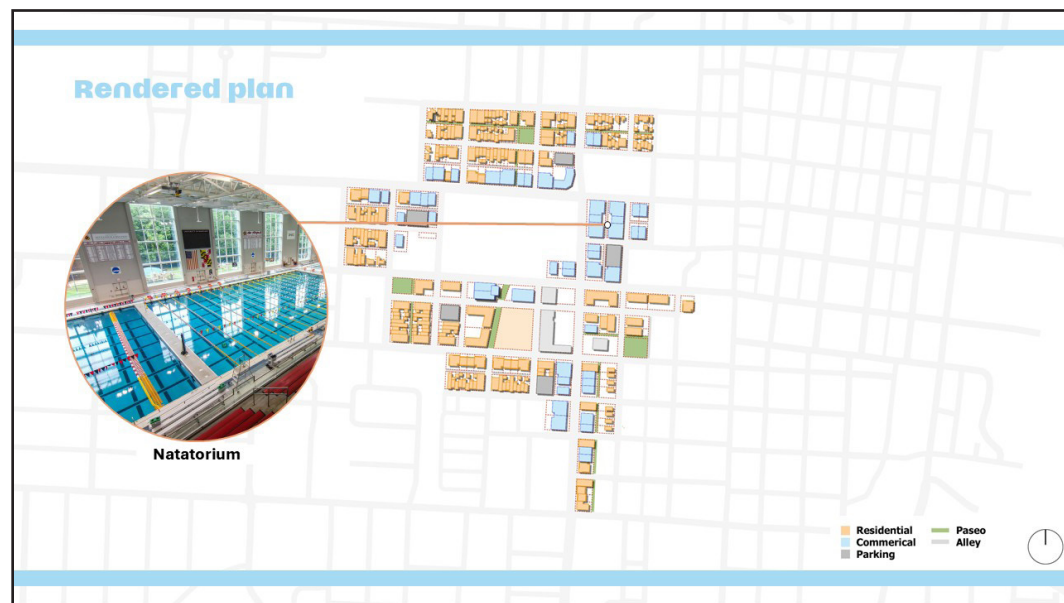 Rendered plan
Natatorium
Residential
Commerical
Parking
Paseo
Alley